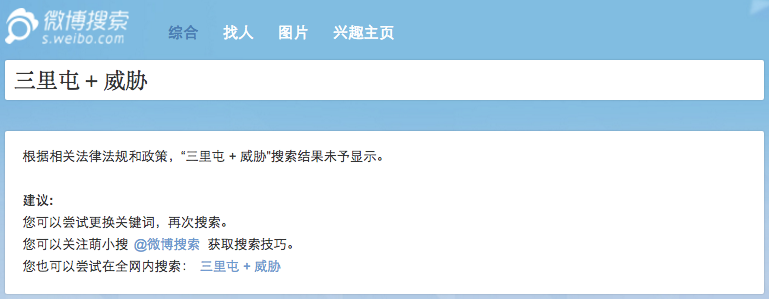 微博搜索
s.weibo.com
综合 找人 图片 兴趣主页
三里屯 + 威胁
根据相关法律法规和政策，“三里屯 + 威胁”搜索结果未予显示。
建议：
您可以尝试更换关键词，再次搜索。
您可以关注萌小搜 @微博搜索 获取搜索技巧。
您也可以尝试在全网内搜索： 三里屯 + 威胁